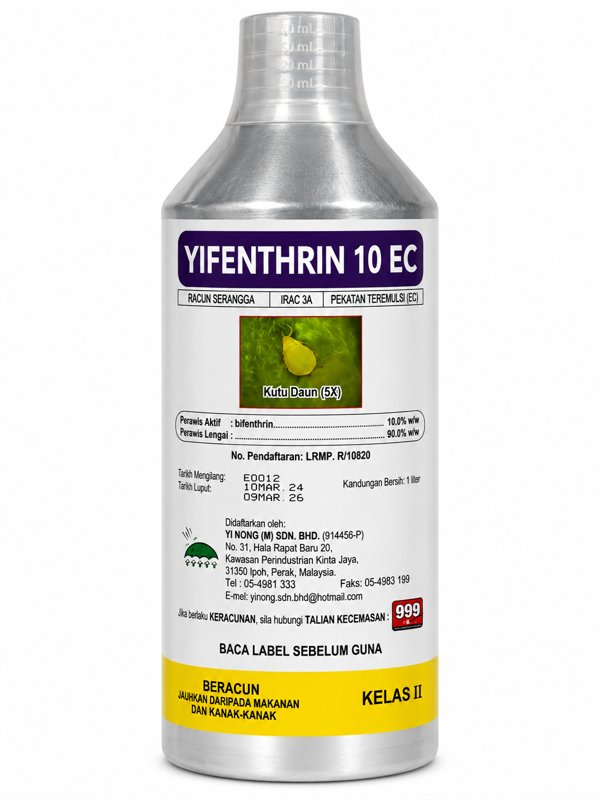 50 mL
40 mL
30 mL
20 mL
YIFENTHRIN 10 EC
RACUN SERANGGA IRAC 3A PEKATAN TEREMULSI (EC)
Kutu Daun (5X)
Perawis Aktif : bifenthrin.......................................................... 10.0% w/w
Perawis Lengai : ........................................................................ 90.0% w/w
No. Pendaftaran: LRMP. R/10820
E0012
Tarikh Mengilang: 10MAR.24 Kandungan Bersih: 1 liter
Tarikh Luput: 09MAR.26
Didaftarkan oleh:
YI NONG (M) SDN. BHD. (914456-P)
No. 31, Hala Rapat Baru 20,
Kawasan Perindustrian Kinta Jaya,
31350 Ipoh, Perak, Malaysia.
Tel : 05-4981 333 Faks: 05-4983 199
E-mel: yinong.sdn.bhd@hotmail.com
Jika berlaku KERACUNAN, sila hubungi TALIAN KECEMASAN : 999
BACA LABEL SEBELUM GUNA
BERACUN
JAUHKAN DARIPADA MAKANAN
DAN KANAK-KANAK
KELAS II